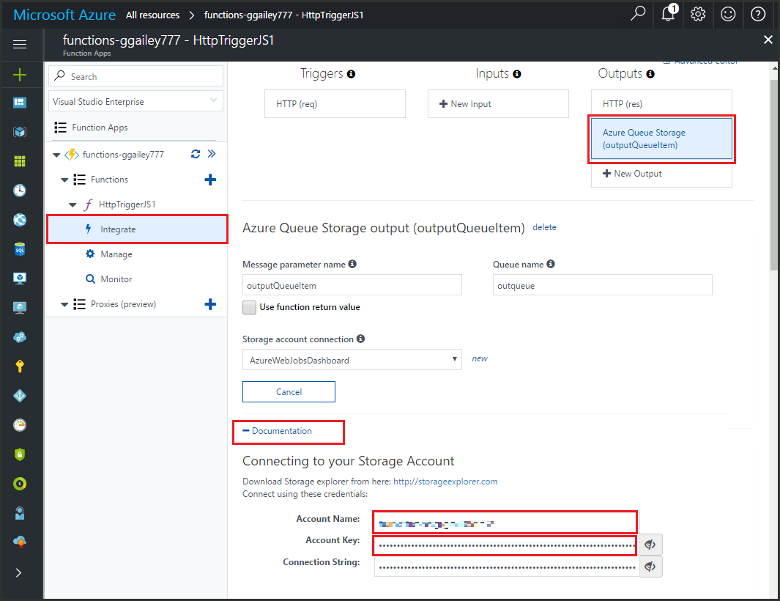 Microsoft Azure All resources > functions-ggailey777 - HttpTriggerJS1
1
functions-ggailey777 - HttpTriggerJS1
Function Apps
Search
Visual Studio Enterprise
Function Apps
functions-ggailey777
Functions
HttpTriggerJS1
Integrate
Manage
Monitor
Proxies (preview)
Advanced editor
Triggers
Inputs
Outputs
HTTP (req)
New Input
HTTP (res)
Azure Queue Storage
(outputQueueItem)
New Output
Azure Queue Storage output (outputQueueItem) delete
Message parameter name
Queue name
outputQueueItem
outqueue
Use function return value
Storage account connection
AzureWebJobsDashboard
new
Cancel
Documentation
Connecting to your Storage Account
Download Storage explorer from here: http://storageexplorer.com
Connect using these credentials:
Account Name:
Account Key:
Connection String: